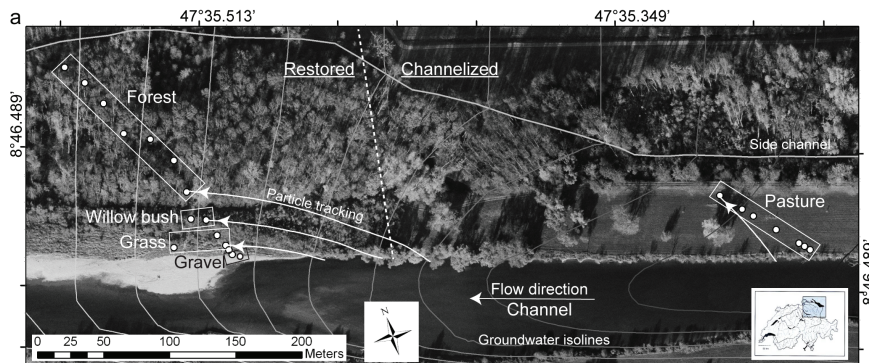 a
47°35.513’ 47°35.349’
Restored Channelized
8°46.489’
Forest
Side channel
Particle tracking
Pasture
Willow bush
Grass
Gravel
8°46.489’
Flow direction
Channel
N
Groundwater isolines
0 25 50 100 150 200
Meters